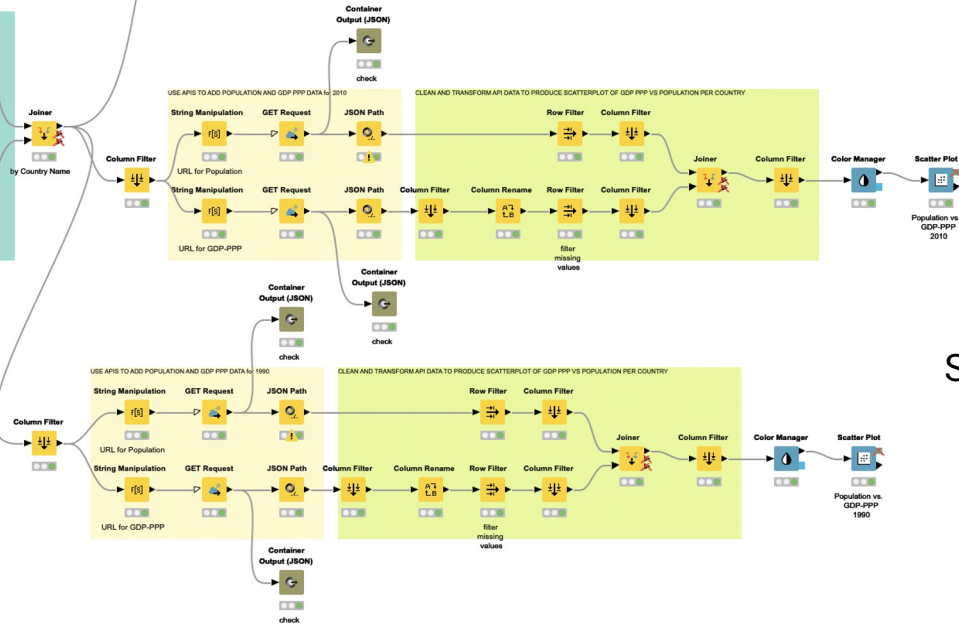 Container
Output (JSON)
check
USE APIS TO ADD POPULATION AND GDP PPP DATA for 2010
CLEAN AND TRANSFORM API DATA TO PRODUCE SCATTERPLOT OF GDP PPP VS POPULATION PER COUNTRY
Joiner
by Country Name
Column Filter
String Manipulation
GET Request
JSON Path
Row Filter
Column Filter
r[s]
URL for Population
Joiner
Column Filter
Color Manager
Scatter Plot
Population vs.
GDP-PPP
2010
String Manipulation
GET Request
JSON Path
Column Filter
Column Rename
Row Filter
Column Filter
r[s]
URL for GDP-PPP
filter
missing
values
Container
Output (JSON)
check
Container
Output (JSON)
check
S
USE APIS TO ADD POPULATION AND GDP PPP DATA for 1990
CLEAN AND TRANSFORM API DATA TO PRODUCE SCATTERPLOT OF GDP PPP VS POPULATION PER COUNTRY
Column Filter
String Manipulation
GET Request
JSON Path
Row Filter
Column Filter
r[s]
URL for Population
Joiner
Column Filter
Color Manager
Scatter Plot
Population vs.
GDP-PPP
1990
String Manipulation
GET Request
JSON Path
Column Filter
Column Rename
Row Filter
Column Filter
r[s]
URL for GDP-PPP
filter
missing
values
Container
Output (JSON)
check